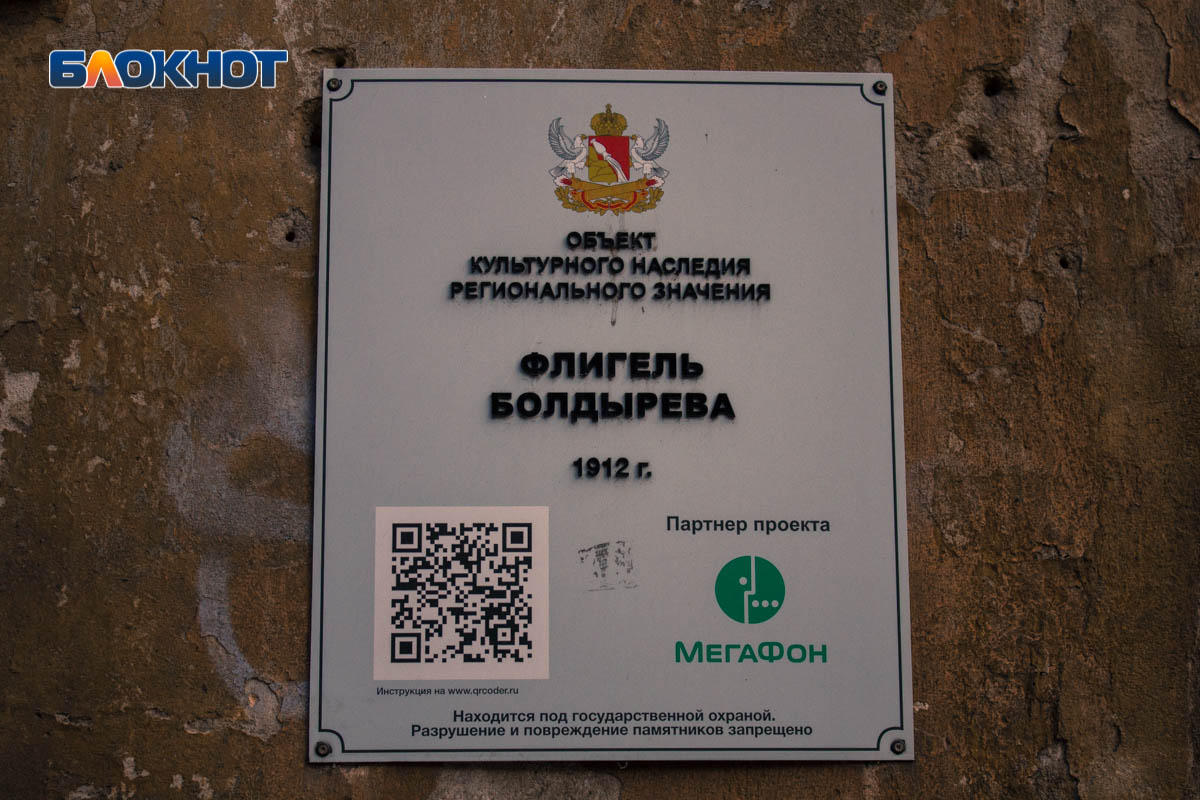 БЛОКНОТ
ОБЪЕКТ
КУЛЬТУРНОГО НАСЛЕДИЯ
РЕГИОНАЛЬНОГО ЗНАЧЕНИЯ
ФЛИГЕЛЬ
БОЛДЫРЕВА
1912 г.
Партнер проекта
МЕГАФОН
Инструкция на www.qrcoder.ru
Находится под государственной охраной.
Разрушение и повреждение памятников запрещено